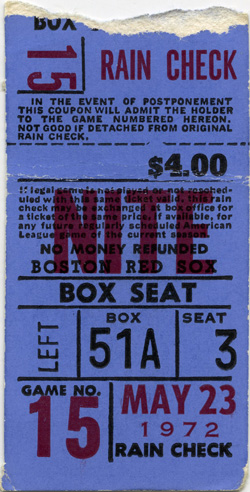 BOX
15 RAIN CHECK
IN THE EVENT OF POSTPONEMENT
THIS COUPON WILL ADMIT THE HOLDER
TO THE GAME NUMBERED HEREON.
NOT GOOD IF DETACHED FROM ORIGINAL
RAIN CHECK.
$4.00
If legal game is not played or not resched-
uled with this same ticket valid, this rain
check may be exchanged at box office for
a ticket of the same price, if available, for
any future regularly scheduled American
League game of the current season.
NO MONEY REFUNDED
BOSTON RED SOX
BOX SEAT
LEFT
BOX SEAT
51A 3
GAME NO. MAY 23
15 1972
RAIN CHECK